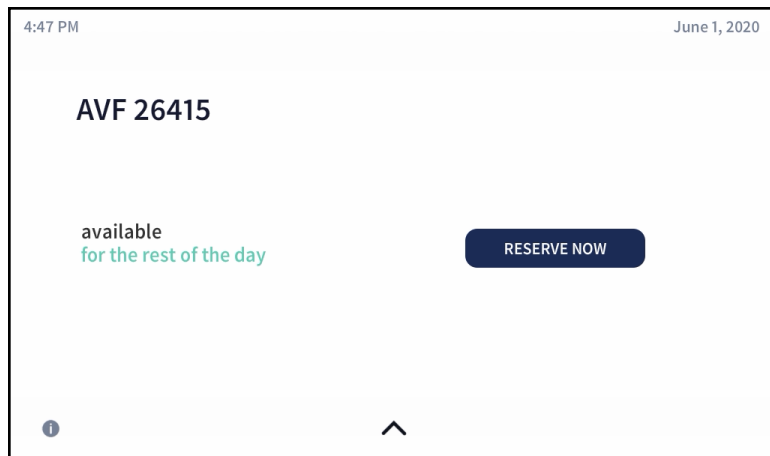 4:47 PM
June 1, 2020
AVF 26415
available
for the rest of the day
RESERVE NOW
i